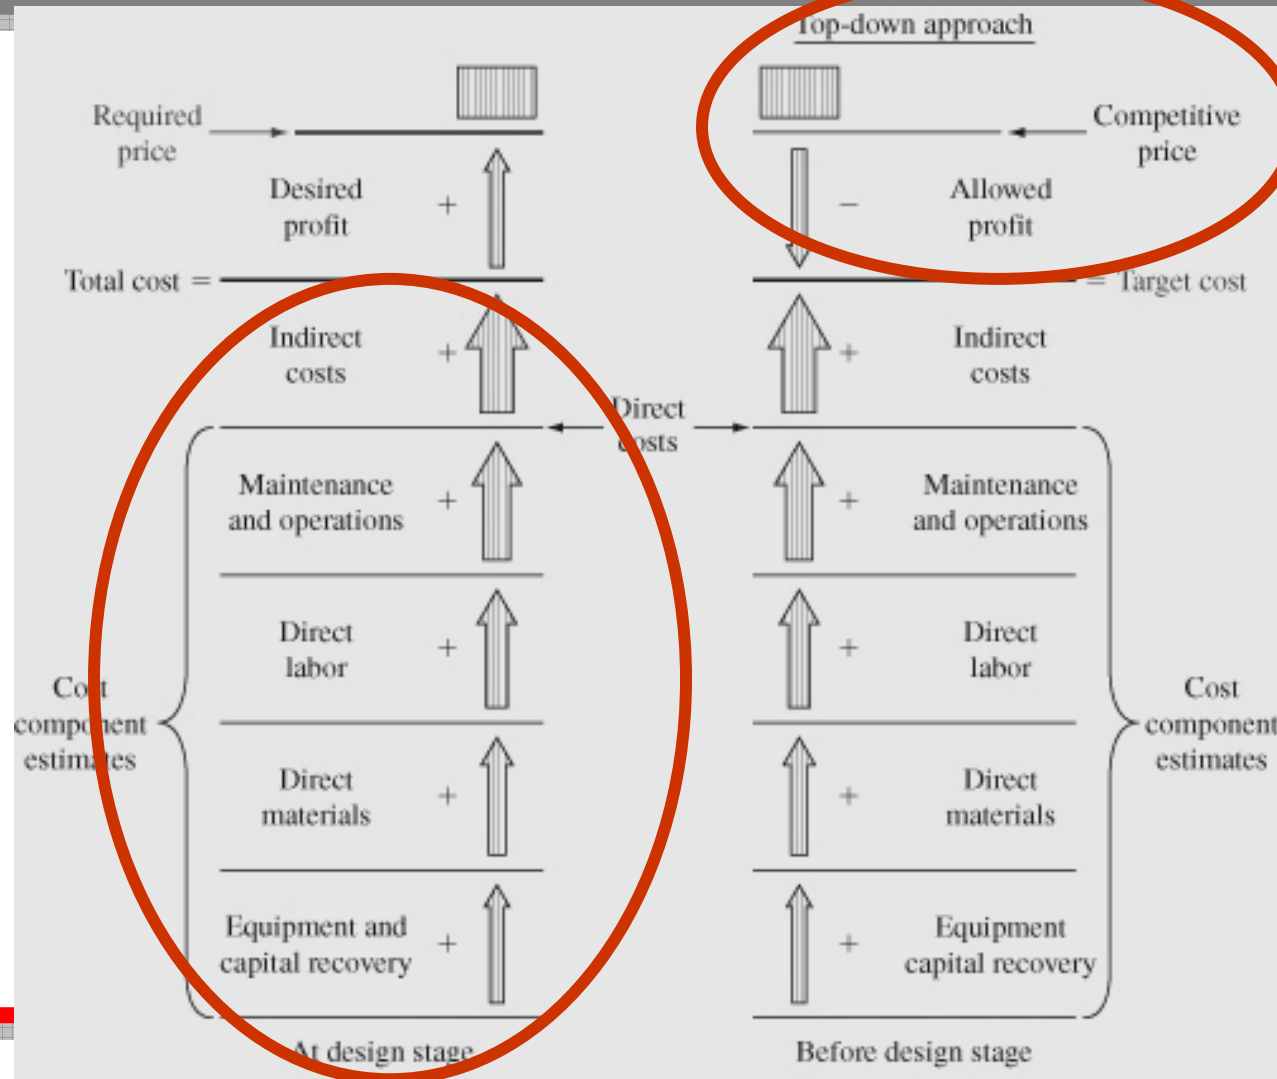 Top-down approach
Required
price
Competitive
price
Desired
profit
+
−
Allowed
profit
Total cost =
= Target cost
Indirect
costs
+
+
Indirect
costs
Direct
costs
Maintenance
and operations
+
+
Maintenance
and operations
Direct
labor
+
+
Direct
labor
Cost
component
estimates
Cost
component
estimates
Direct
materials
+
+
Direct
materials
Equipment and
capital recovery
+
+
Equipment
capital recovery
At design stage
Before design stage